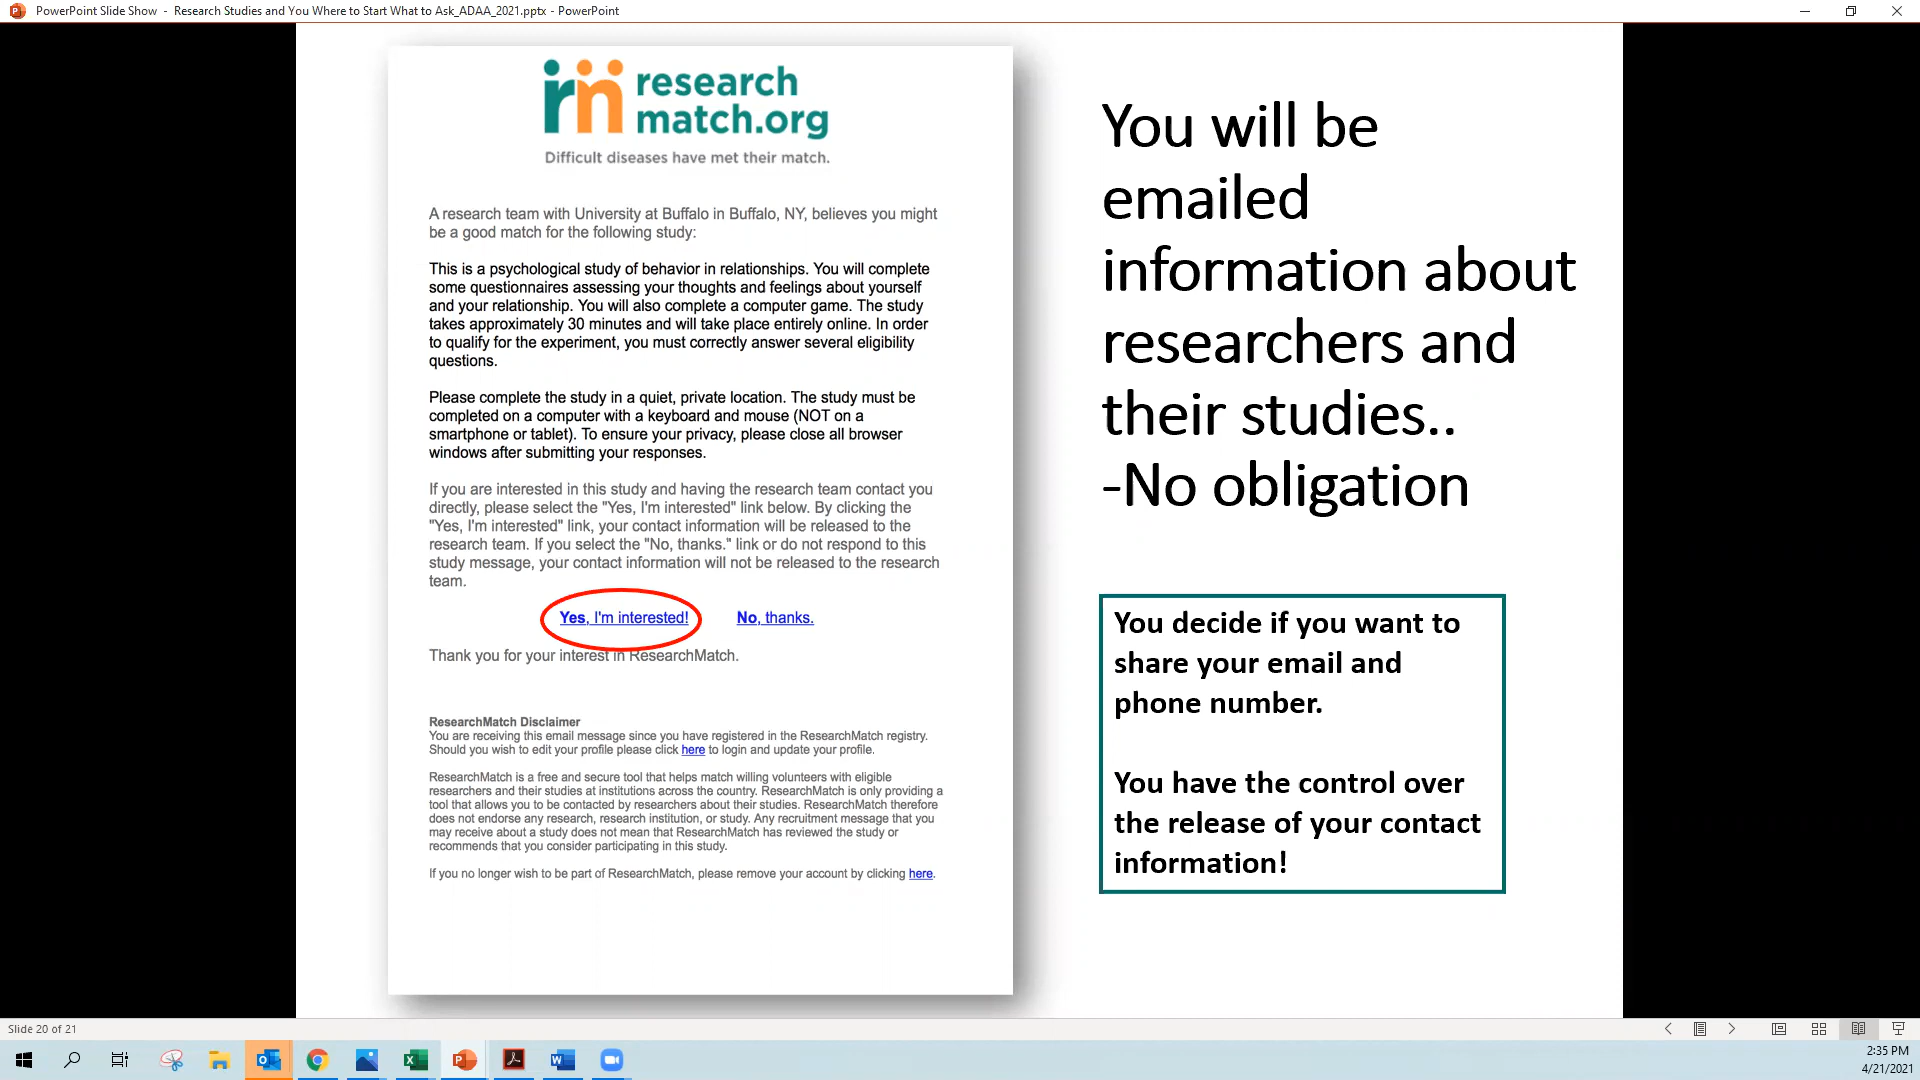 PowerPoint Slide Show - Research Studies and You Where to Start What to Ask_ADAA_2021.pptx - PowerPoint
research
match.org
Difficult diseases have met their match.
A research team with University at Buffalo in Buffalo, NY, believes you might
be a good match for the following study:
This is a psychological study of behavior in relationships. You will complete
some questionnaires assessing your thoughts and feelings about yourself
and your relationship. You will also complete a computer game. The study
takes approximately 30 minutes and will take place entirely online. In order
to qualify for the experiment, you must correctly answer several eligibility
questions.
Please complete the study in a quiet, private location. The study must be
completed on a computer with a keyboard and mouse (NOT on a
smartphone or tablet). To ensure your privacy, please close all browser
windows after submitting your responses.
If you are interested in this study and having the research team contact you
directly, please select the "Yes, I'm interested" link below. By clicking the
"Yes, I'm interested" link, your contact information will be released to the
research team. If you select the "No, thanks." link or do not respond to this
study message, your contact information will not be released to the research
team.
Yes, I'm interested! No, thanks.
Thank you for your interest in ResearchMatch.
ResearchMatch Disclaimer
You are receiving this email message since you have registered in the ResearchMatch registry.
Should you wish to edit your profile please click here to login and update your profile.
ResearchMatch is a free and secure tool that helps match willing volunteers with eligible
researchers and their studies at institutions across the country. ResearchMatch is only providing a
tool that allows you to be contacted by researchers about their studies. ResearchMatch therefore
does not endorse any research, research institution, or study. Any recruitment message that you
may receive about a study does not mean that ResearchMatch has reviewed the study or
recommends that you consider participating in this study.
If you no longer wish to be part of ResearchMatch, please remove your account by clicking here.
You will be
emailed
information about
researchers and
their studies..
-No obligation
You decide if you want to
share your email and
phone number.
You have the control over
the release of your contact
information!
Slide 20 of 21
2:35 PM
4/21/2021